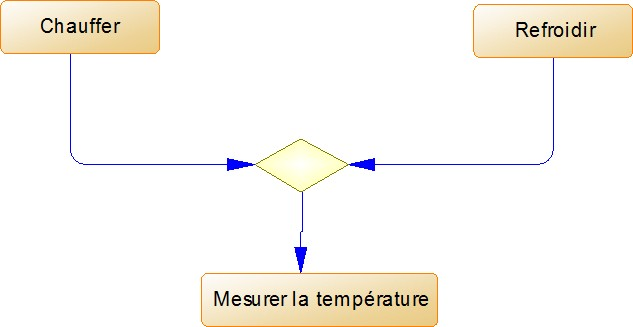 Chauffer
Refroidir
Mesurer la température